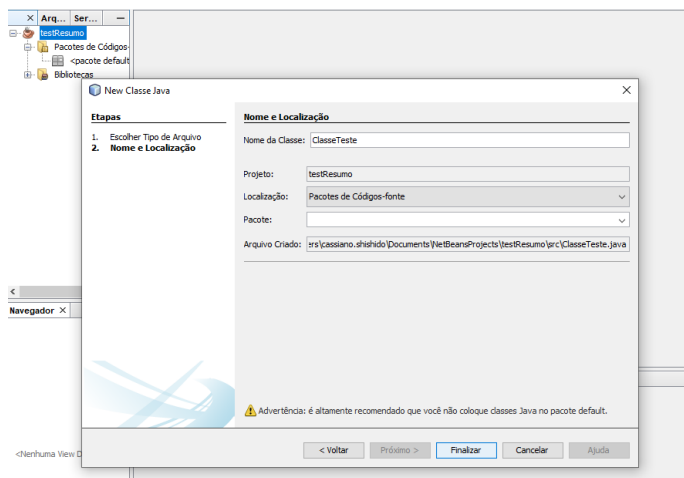 Arq... Ser...
testResumo
Pacotes de Códigos-
<pacote default
Bibliotecas
New Classe Java
Etapas
1. Escolher Tipo de Arquivo
2. Nome e Localização
Nome e Localização
Nome da Classe: ClasseTeste
Projeto: testResumo
Localização: Pacotes de Códigos-fonte
Pacote:
Arquivo Criado: ers\cassiano.shishido\Documents\NetBeansProjects\testResumo\src\ClasseTeste.java
Advertência: é altamente recomendado que você não coloque classes Java no pacote default.
< Voltar Próximo > Finalizar Cancelar Ajuda
Navegador
<Nenhuma View D